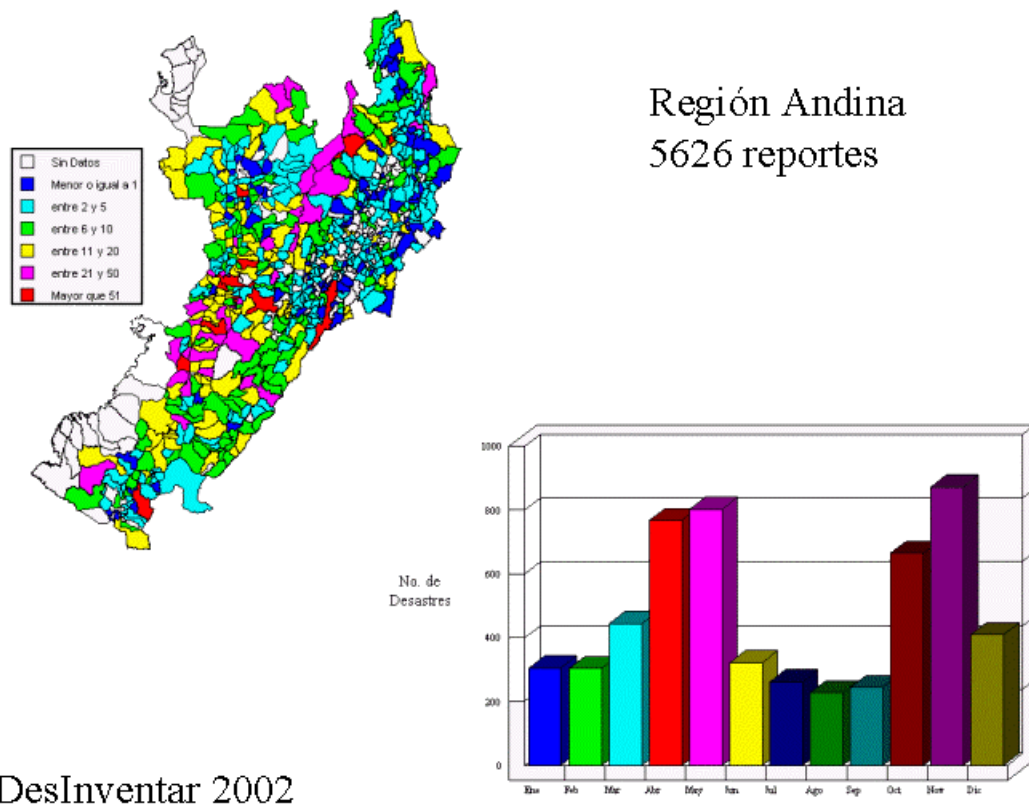 Región Andina
5626 reportes
Sin Datos
Menor o igual a 1
entre 2 y 5
entre 6 y 10
entre 11 y 20
entre 21 y 50
Mayor que 51
No. de
Desastres
1000
800
600
400
200
0
Ene Feb Mar Abr May Jun Jul Ago Sep Oct Nov Dic
DesInventar 2002